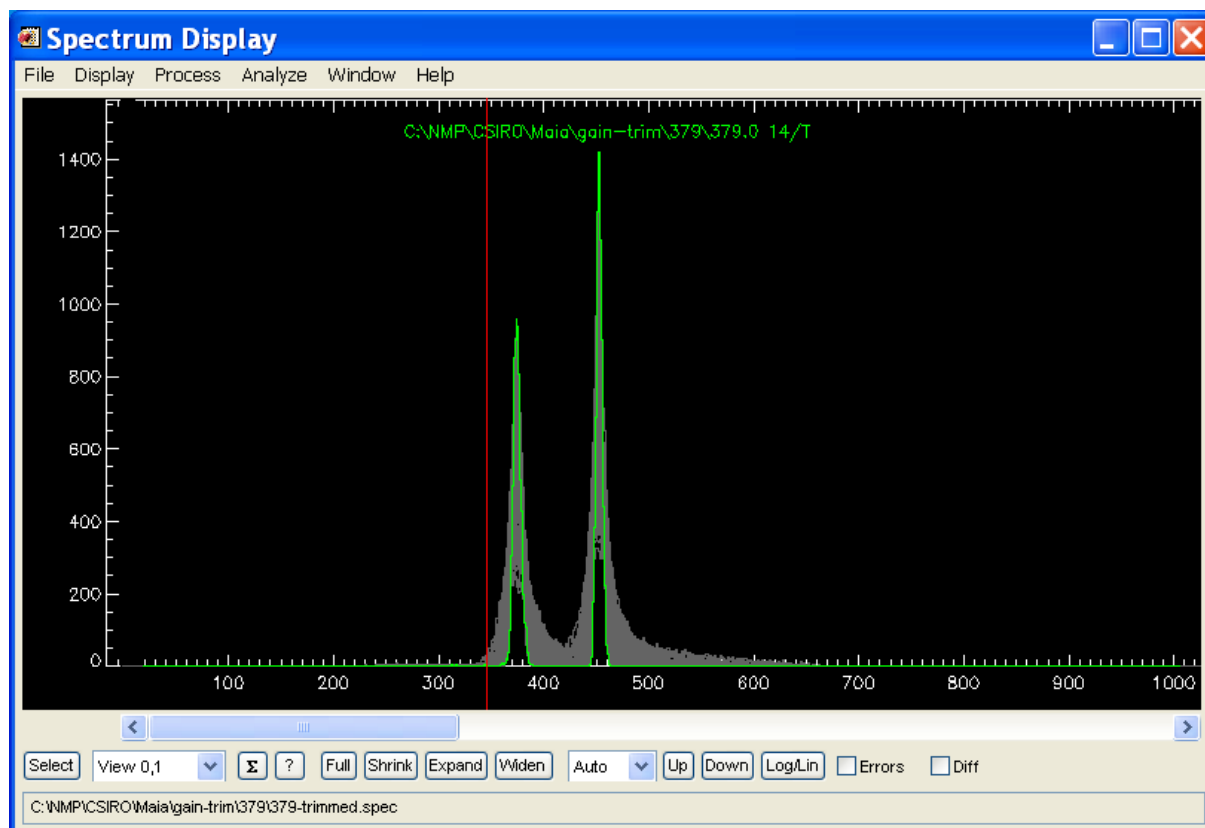 Spectrum Display
File Display Process Analyze Window Help
C:\NMP\CSIRO\Maia\gain-trim\379\379.0 14/T
1400
1200
1000
800
600
400
200
0
100 200 300 400 500 600 700 800 900 1000
Select View 0,1 Σ ? Full Shrink Expand Widen Auto Up Down Log/Lin Errors Diff
C:\NMP\CSIRO\Maia\gain-trim\379\379-trimmed.spec